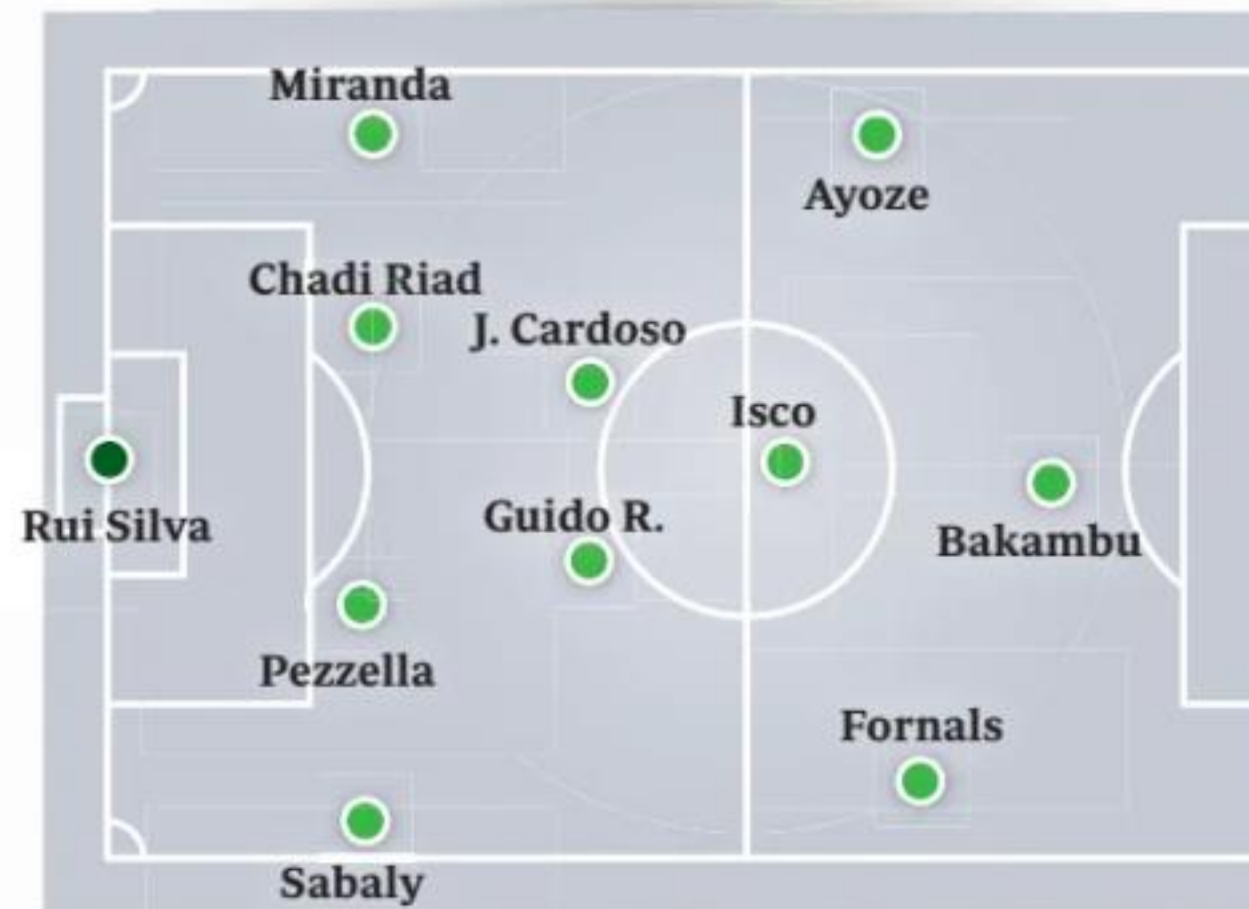 Miranda
Ayoze
Chadi Riad
J. Cardoso
Isco
Rui Silva
Guido R.
Bakambu
Pezzella
Fornals
Sabaly